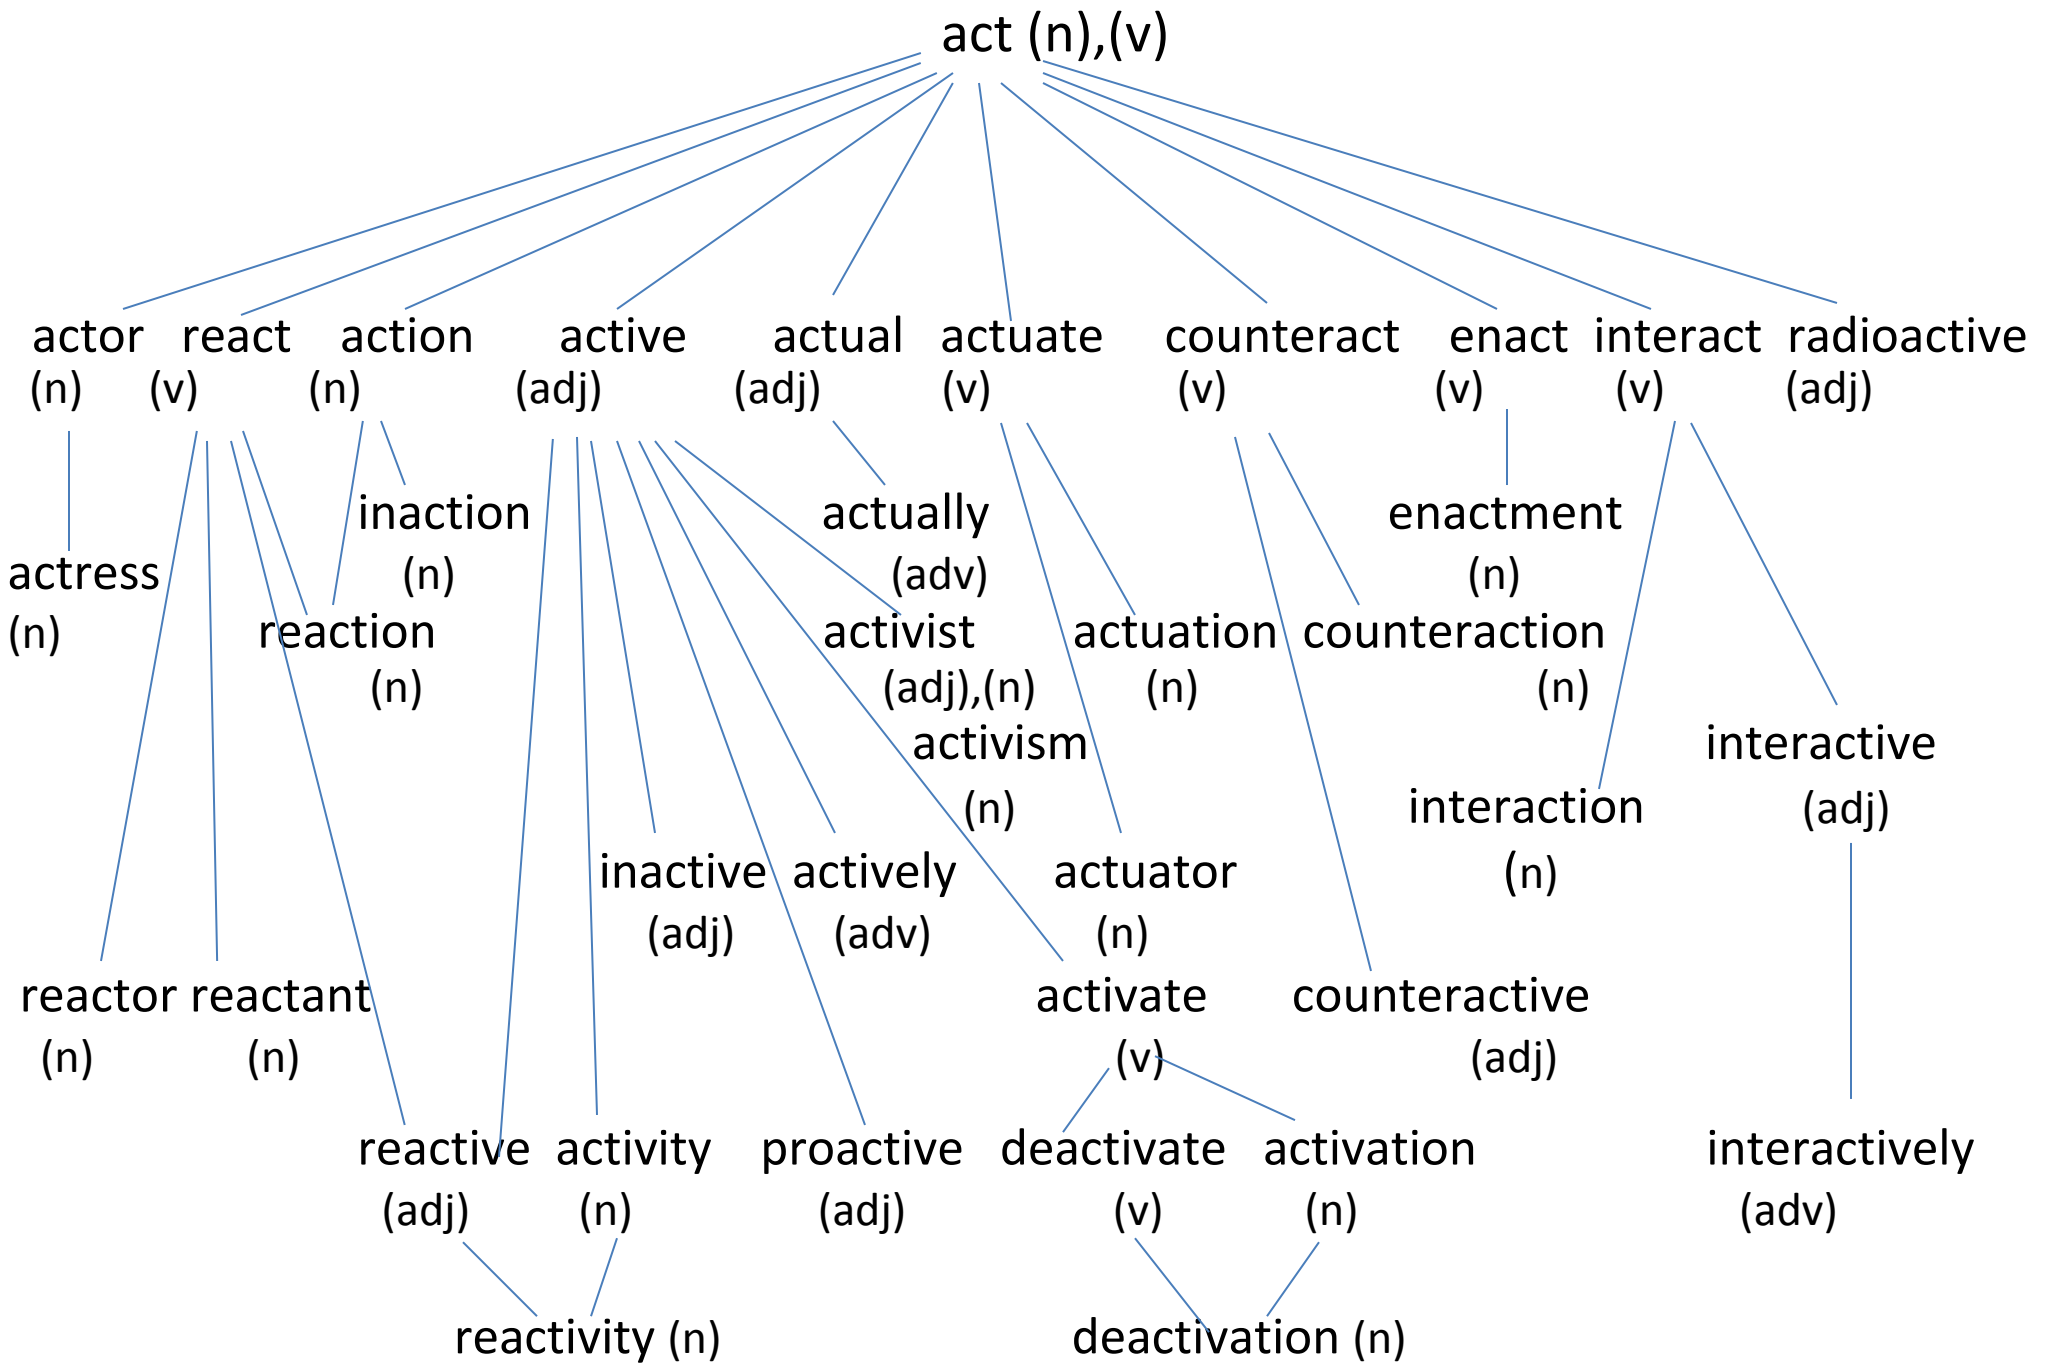 act (n),(v)
actor react action active actual actuate counteract enact interact radioactive
(n) (v) (n) (adj) (adj) (v) (v) (v) (v) (adj)
inaction actually enactment
actress (n) (adv) (n)
(n) reaction activist actuation counteraction
(n) (adj),(n) (n) (n)
activism interactive
(n) interaction (adj)
inactive actively actuator (n)
(adj) (adv) (n)
reactor reactant activate counteractive
(n) (n) (v) (adj)
reactive activity proactive deactivate activation interactively
(adj) (n) (adj) (v) (n) (adv)
reactivity (n) deactivation (n)